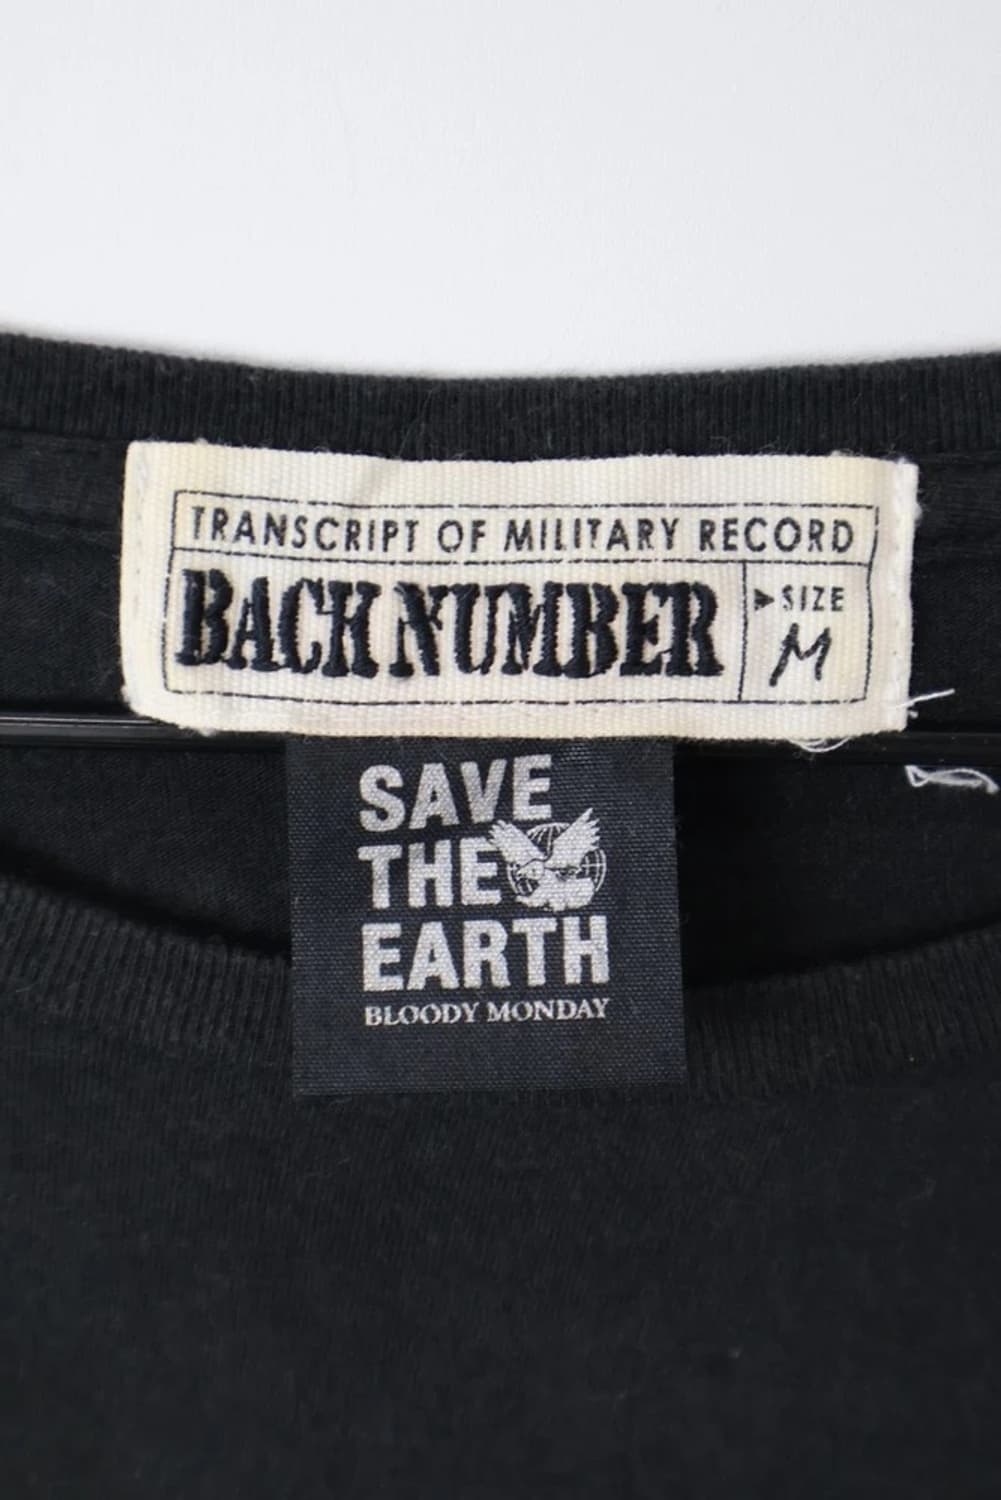 TRANSCRIPT OF MILITARY RECORD
BACK NUMBER
▶SIZE
M
SAVE
THE
EARTH
BLOODY MONDAY